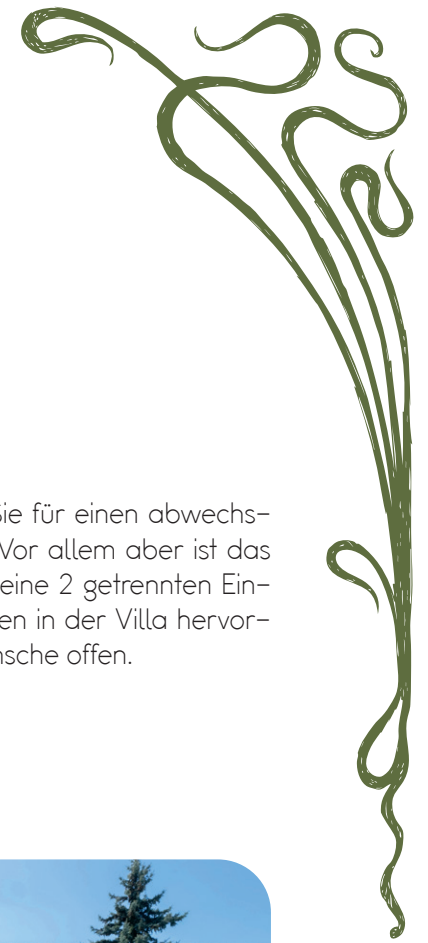 Sie für einen abwechs-
Vor allem aber ist das
eine 2 getrennten Ein-
en in der Villa hervor-
nsche offen.